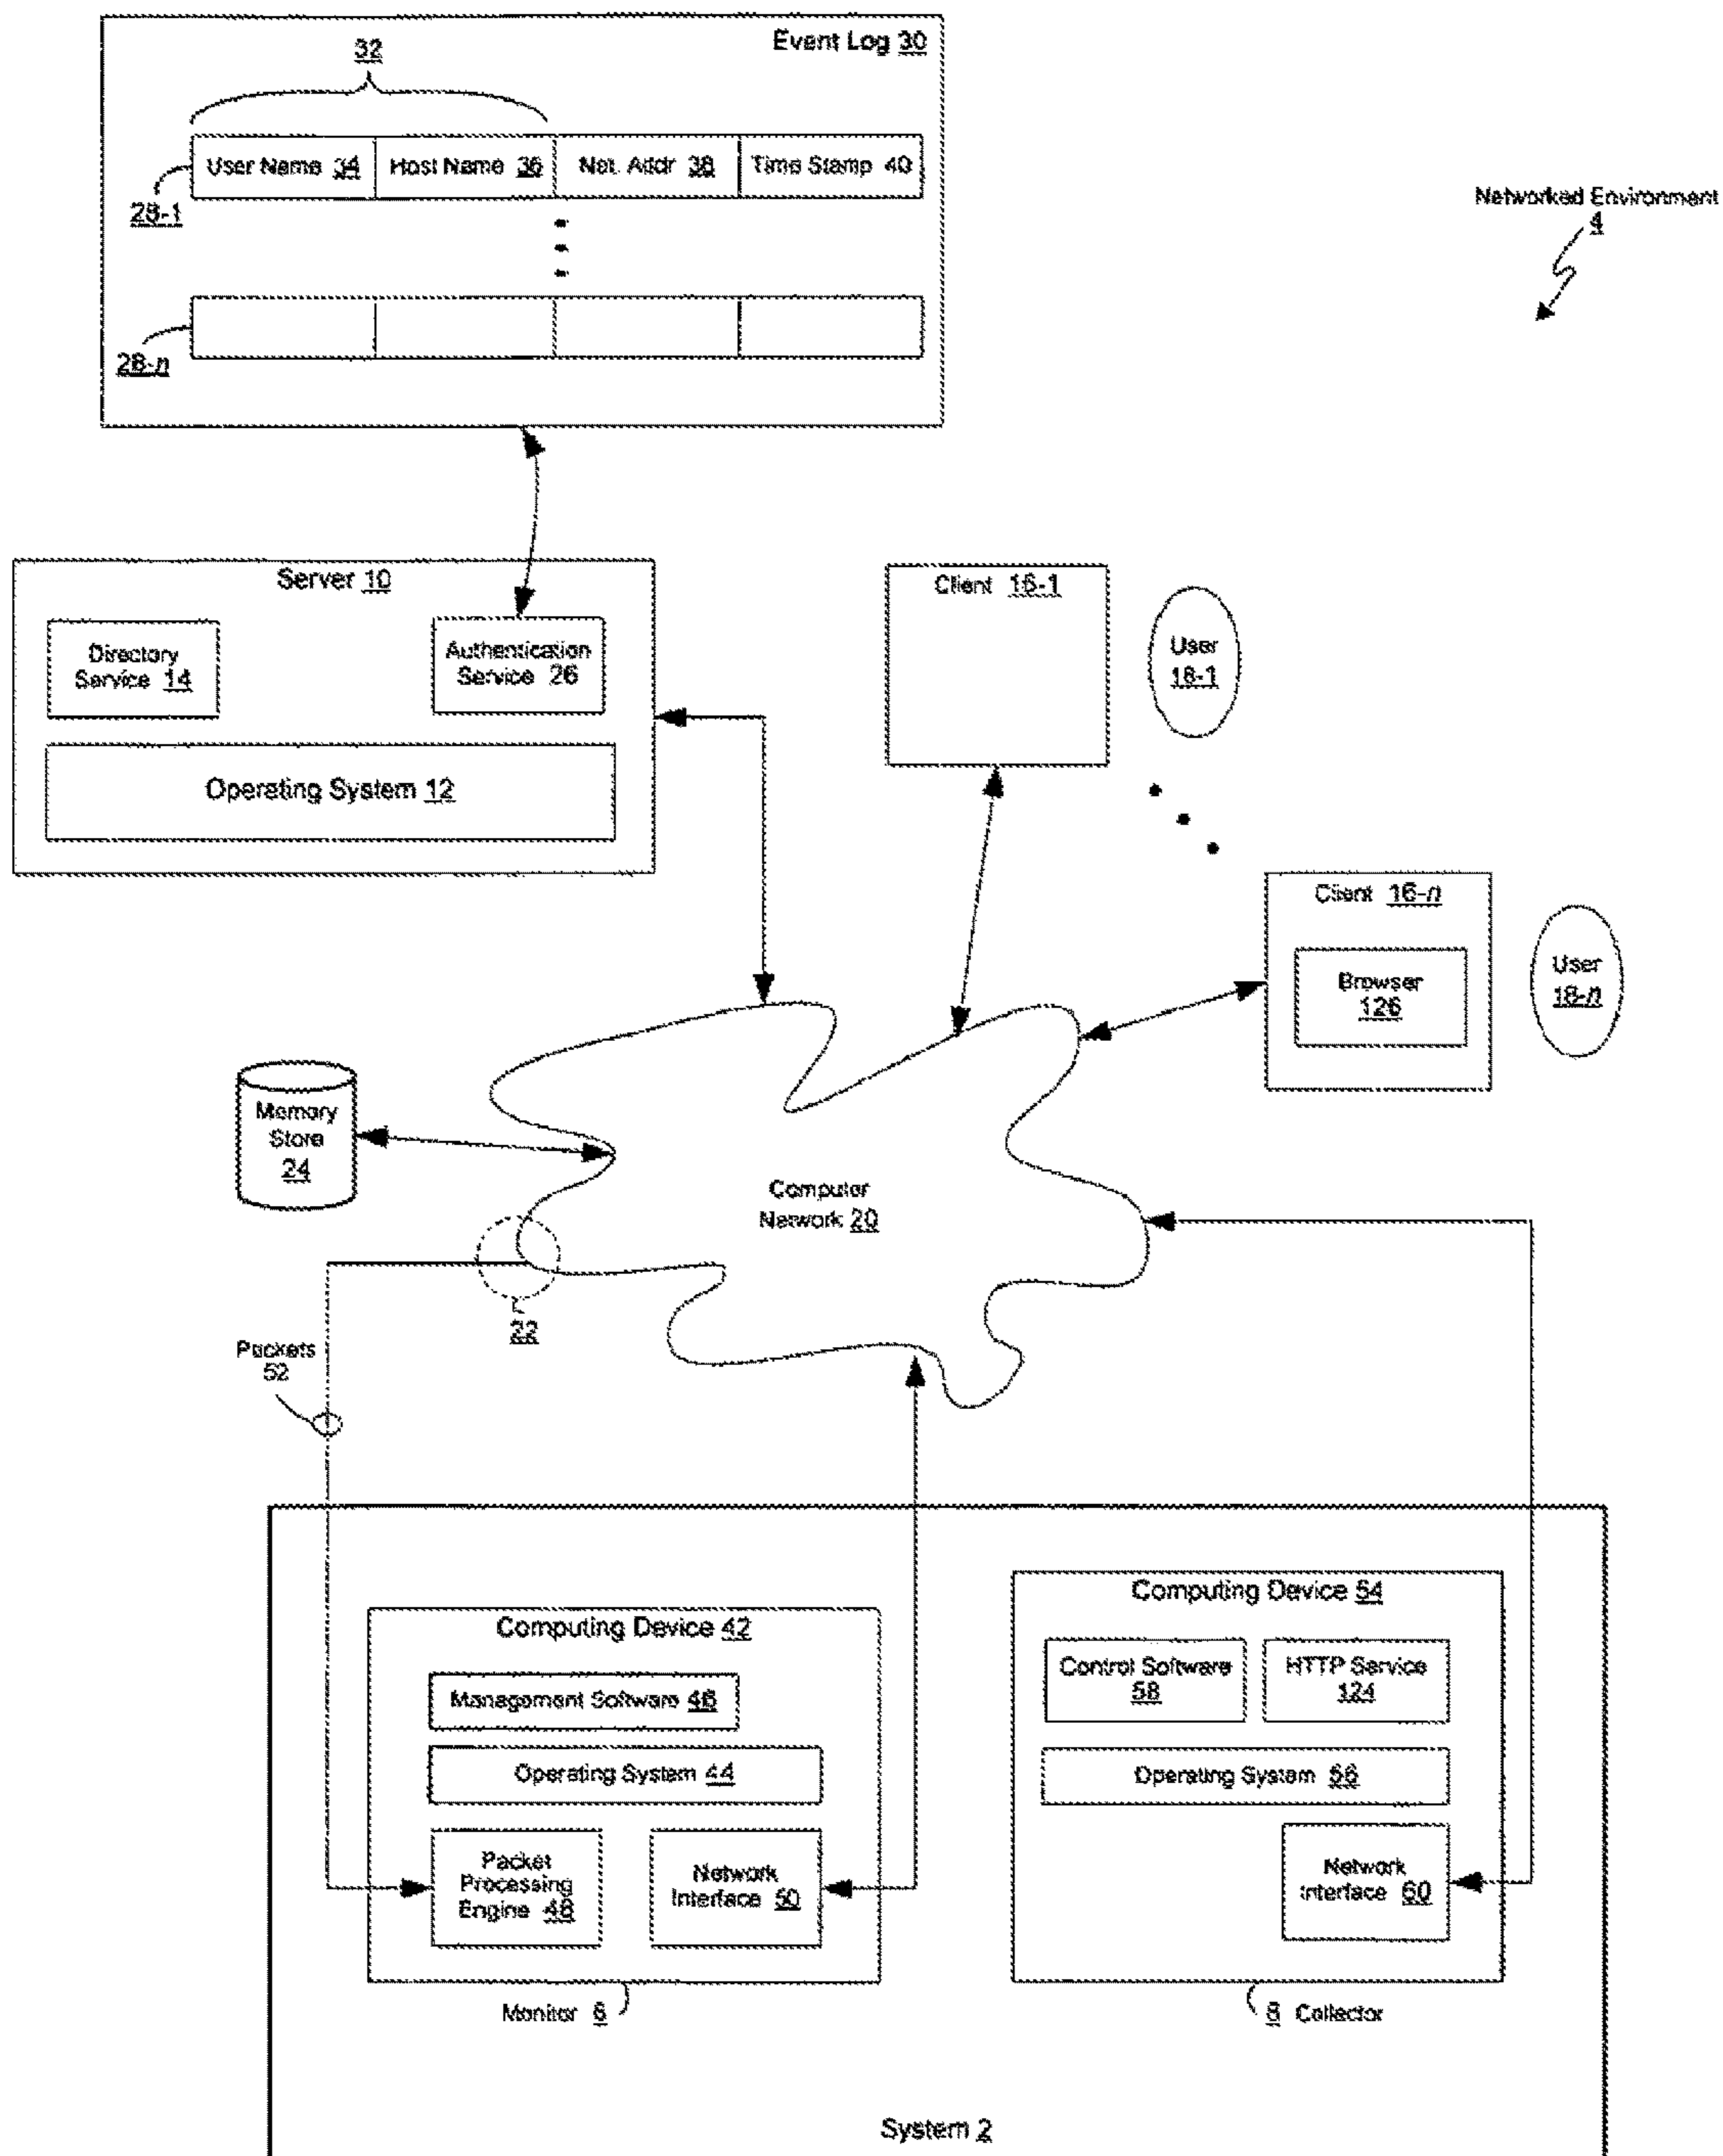 Event Log 30
32
User Name 34
Host Name 36
Net. Addr 38
Time Stamp 40
28-1
28-n
Networked Environment
4
Server 10
Directory
Service 14
Authentication
Service 26
Operating System 12
Client 16-1
User
18-1
Client 16-n
Browser
126
User
18-n
Memory
Store
24
Computer
Network 20
22
Packets
52
Computing Device 42
Management Software 46
Operating System 44
Packet
Processing
Engine 48
Network
Interface 50
Monitor 6
Computing Device 54
Control Software
58
HTTP Service
124
Operating System 56
Network
Interface 60
8 Collector
System 2